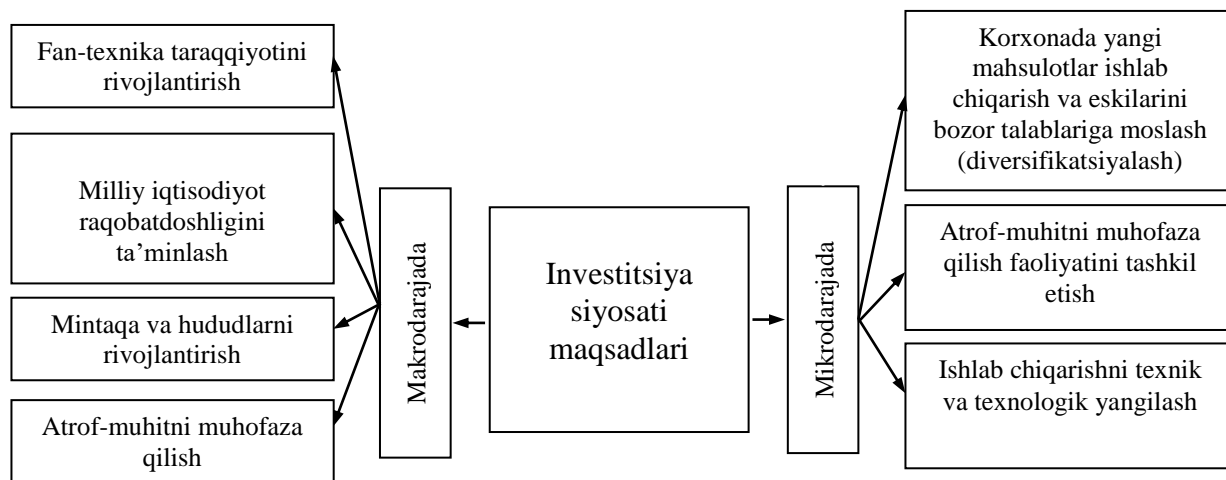 Fan-texnika taraqqiyotini
rivojlantirish
Milliy iqtisodiyot
raqobatdoshligini
ta’minlash
Mintaqa va hududlarni
rivojlantirish
Atrof-muhitni muhofaza
qilish
Makrodarajada
Investitsiya
siyosati
maqsadlari
Mikrodarajada
Korxonada yangi
mahsulotlar ishlab
chiqarish va eskilarini
bozor talablariga moslash
(diversifikatsiyalash)
Atrof-muhitni muhofaza
qilish faoliyatini tashkil
etish
Ishlab chiqarishni texnik
va texnologik yangilash